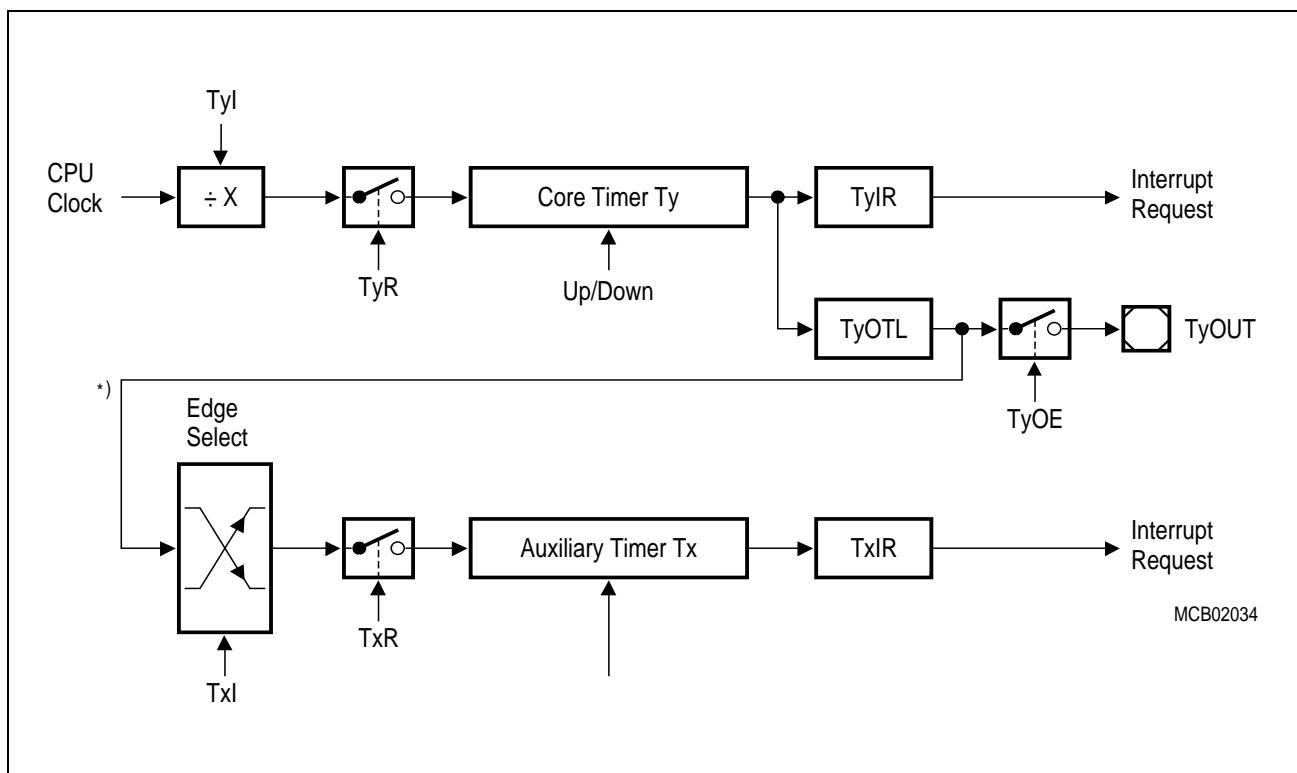 TyI
CPU
Clock
÷ X
Core Timer Ty
TyIR
Interrupt
Request
TyR
Up/Down
TyOTL
TyOUT
*)
TyOE
Edge
Select
Auxiliary Timer Tx
TxIR
Interrupt
Request
TxR
MCB02034
TxI